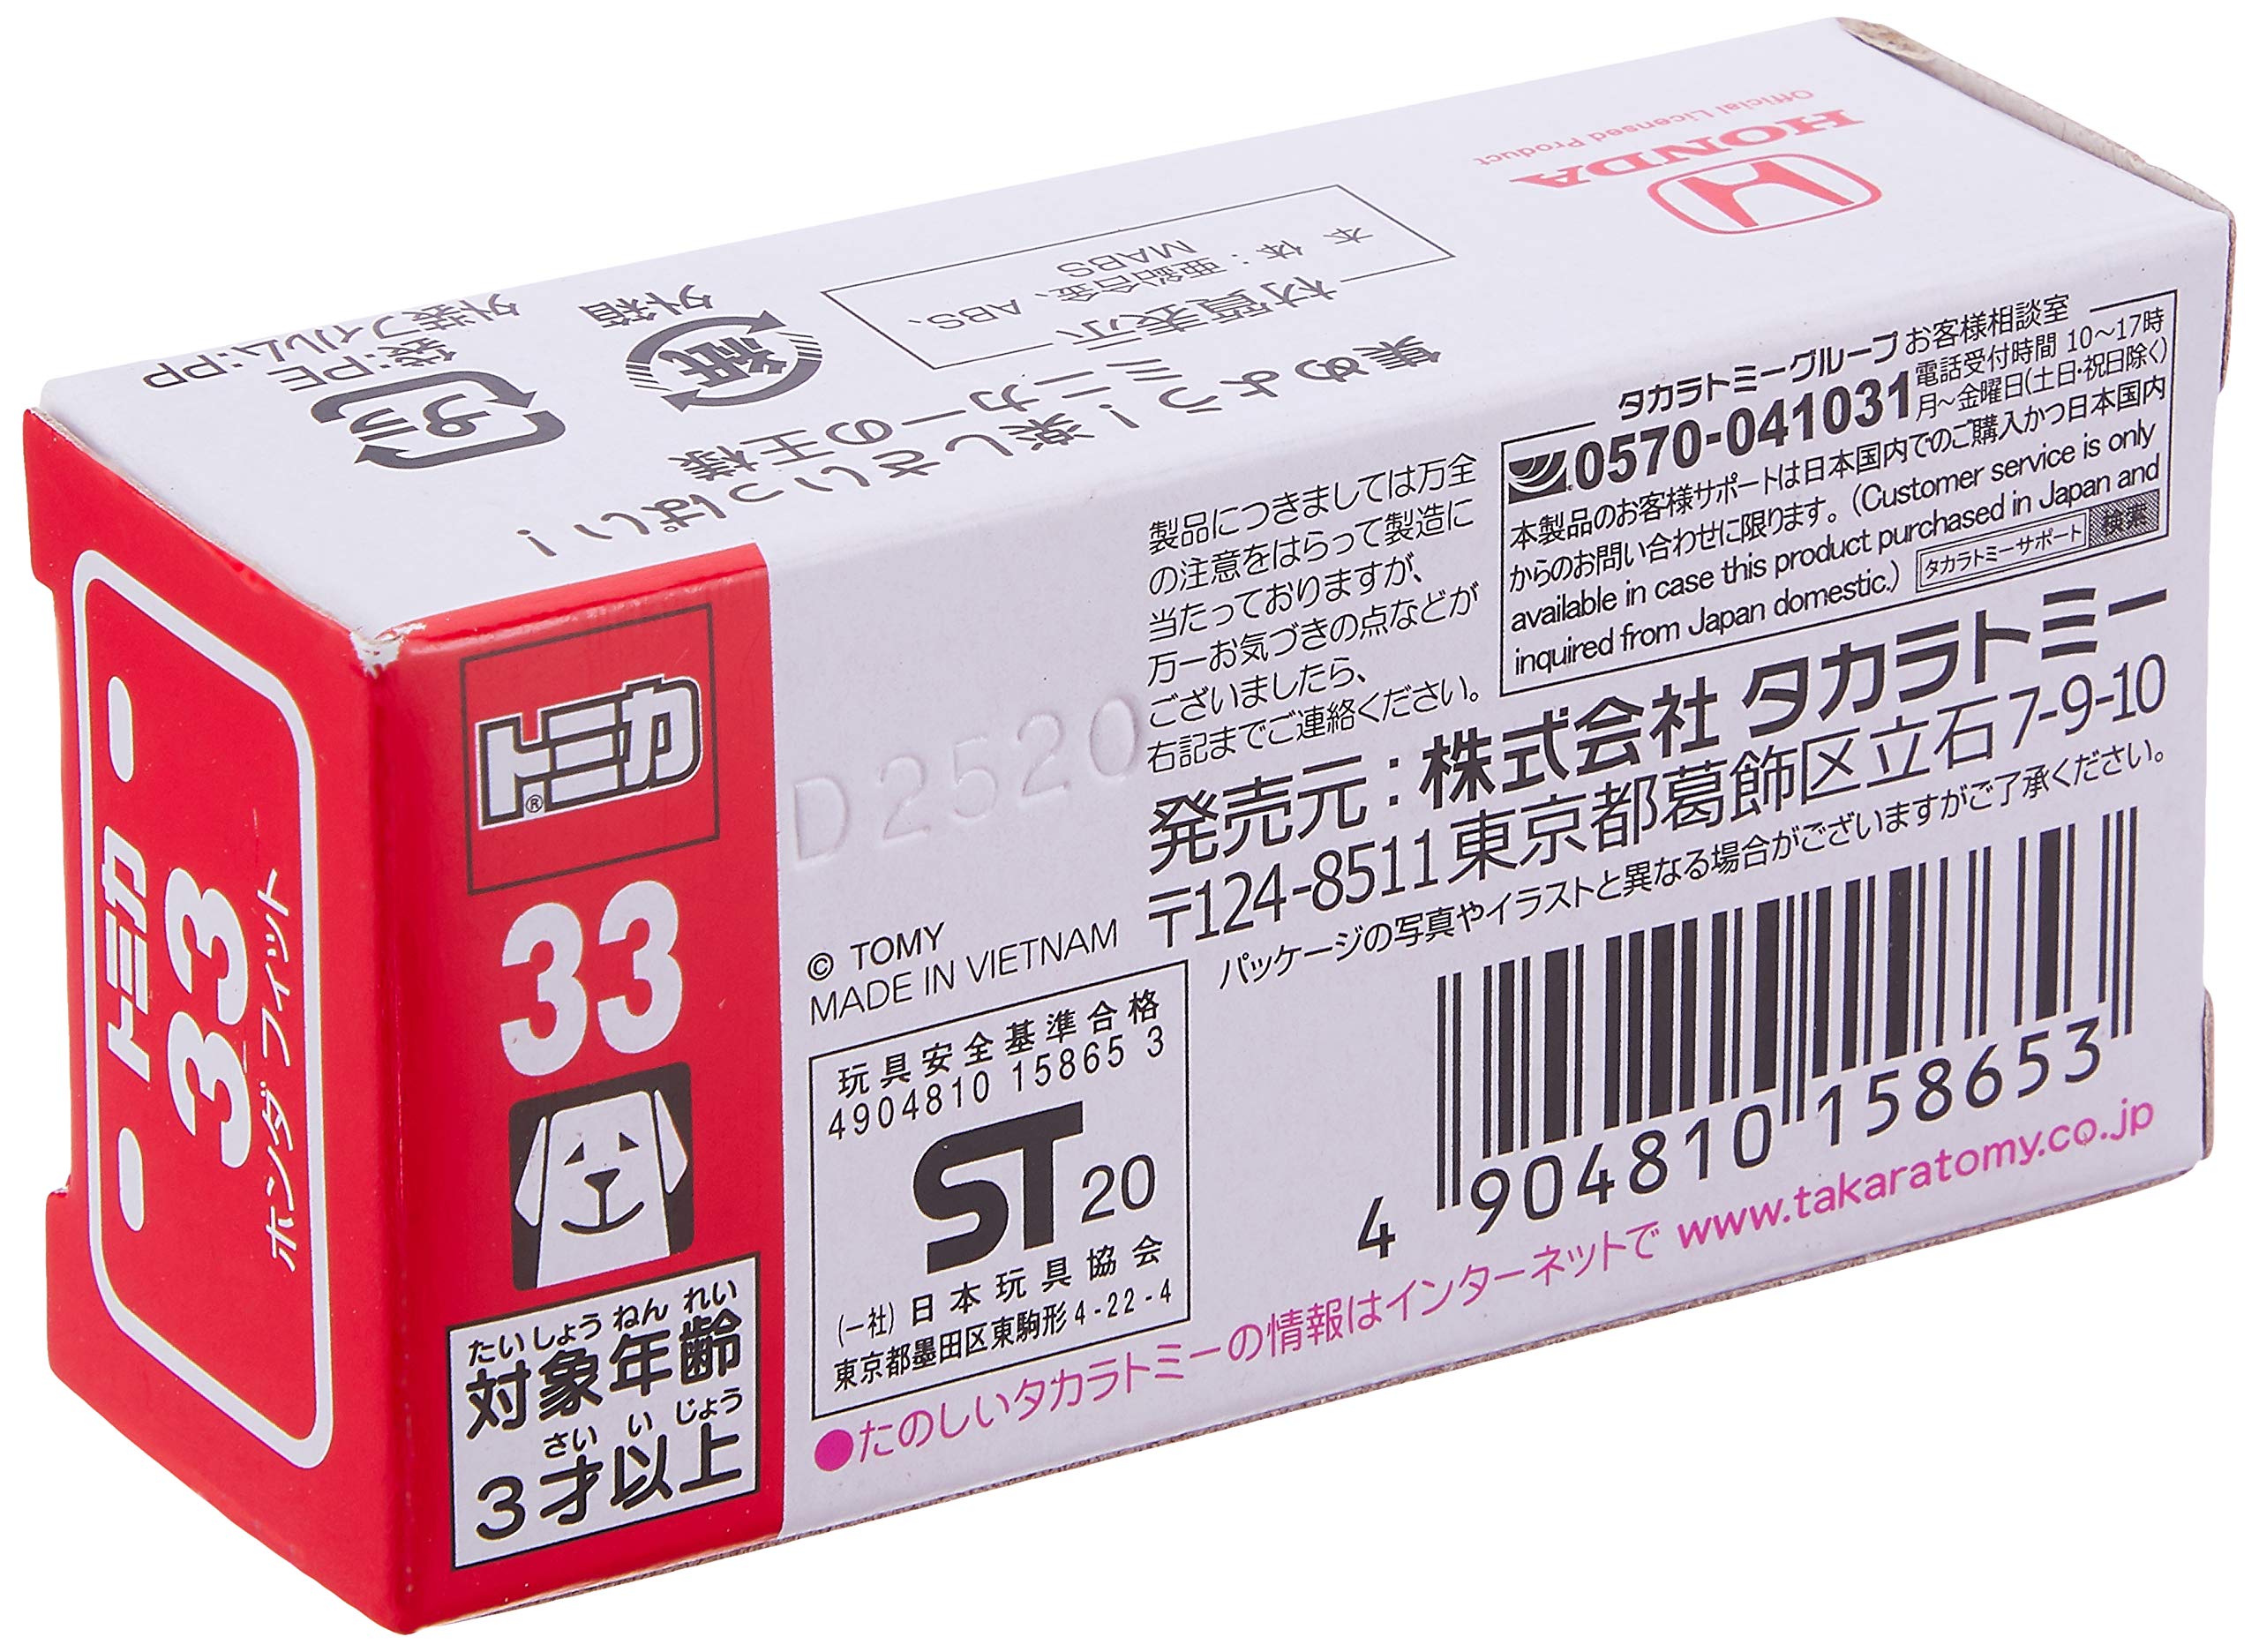 Official Licensed Product
HONDA
材質表示
本 体：亜鉛合金、ABS、
MABS
集めよう！楽しさいっぱい！
ミニカーの王様
紙
外箱
プラ
袋:PE
外装フィルム:PP
トミカ
33
ホンダ フィット
トミカ
®
33
たいしょうねんれい
対象年齢
さい い じょう
3才以上
D2520
© TOMY
MADE IN VIETNAM
玩具安全基準合格
4904810 15865 3
ST 20
(一社)日本玩具協会
東京都墨田区東駒形4-22-4
製品につきましては万全
の注意をはらって製造に
当たっておりますが、
万一お気づきの点などが
ございましたら、
右記までご連絡ください。
タカラトミーグループお客様相談室
0570-041031
電話受付時間 10～17時
月～金曜日(土日・祝日除く)
本製品のお客様サポートは日本国内でのご購入かつ日本国内
からのお問い合わせに限ります。(Customer service is only
available in case this product purchased in Japan and
inquired from Japan domestic.)
タカラトミーサポート 検索
発売元：株式会社 タカラトミー
〒124-8511東京都葛飾区立石7-9-10
パッケージの写真やイラストと異なる場合がございますがご了承ください。
4 904810 158653
●たのしいタカラトミーの情報はインターネットで www.takaratomy.co.jp